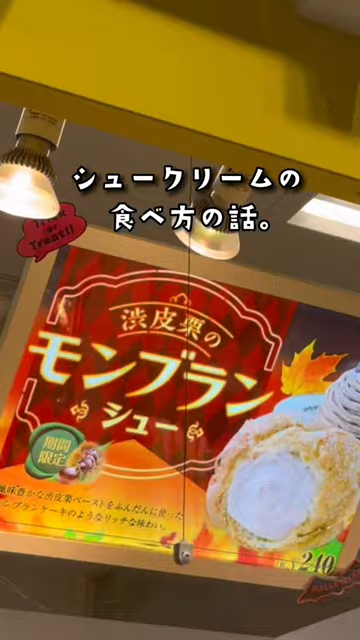 シュークリームの
食べ方の話。
Trick
or
Treat!!
渋皮栗の
モンブラン
シュー
期間
限定
風味豊かな渋皮栗ペーストをふんだんに使った
モンブランケーキのようなリッチな味わい。
240